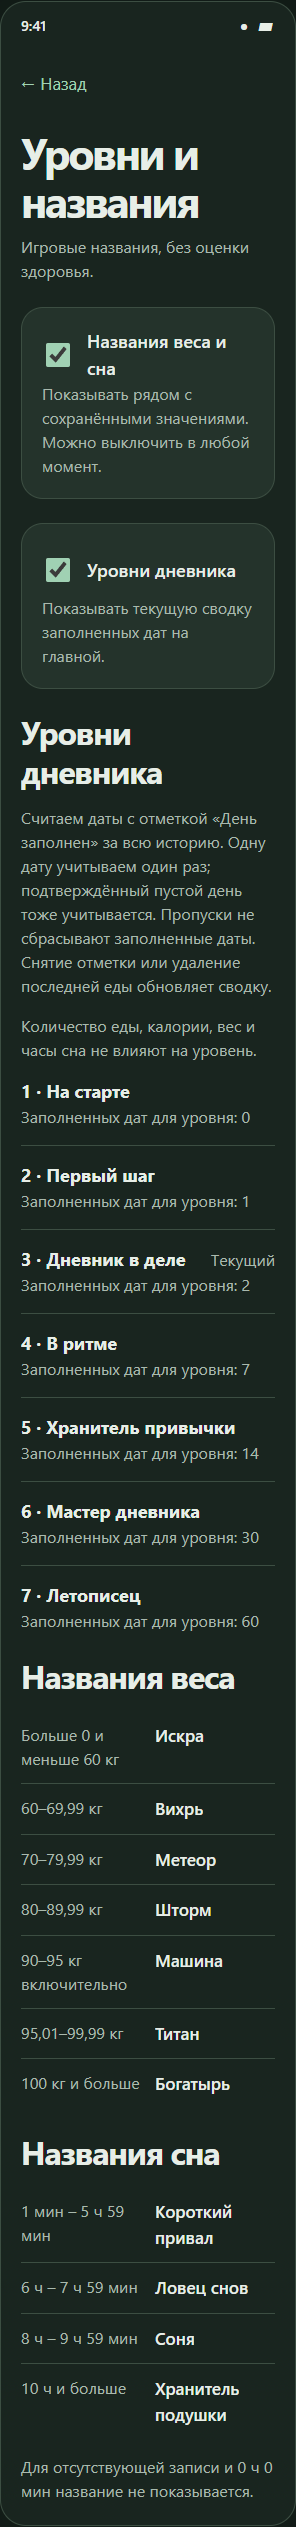 9:41
← Назад
Уровни и
названия
Игровые названия, без оценки
здоровья.
Названия веса и
сна
Показывать рядом с
сохранёнными значениями.
Можно выключить в любой
момент.
Уровни дневника
Показывать текущую сводку
заполненных дат на
главной.
Уровни
дневника
Считаем даты с отметкой «День
заполнен» за всю историю. Одну
дату учитываем один раз;
подтверждённый пустой день
тоже учитывается. Пропуски не
сбрасывают заполненные даты.
Снятие отметки или удаление
последней еды обновляет сводку.
Количество еды, калории, вес и
часы сна не влияют на уровень.
1 · На старте
Заполненных дат для уровня: 0
2 · Первый шаг
Заполненных дат для уровня: 1
3 · Дневник в деле Текущий
Заполненных дат для уровня: 2
4 · В ритме
Заполненных дат для уровня: 7
5 · Хранитель привычки
Заполненных дат для уровня: 14
6 · Мастер дневника
Заполненных дат для уровня: 30
7 · Летописец
Заполненных дат для уровня: 60
Названия веса
Больше 0 и Искра
меньше 60 кг
60–69,99 кг Вихрь
70–79,99 кг Метеор
80–89,99 кг Шторм
90–95 кг Машина
включительно
95,01–99,99 кг Титан
100 кг и больше Богатырь
Названия сна
1 мин – 5 ч 59 Короткий
мин привал
6 ч – 7 ч 59 мин Ловец снов
8 ч – 9 ч 59 мин Соня
10 ч и больше Хранитель
подушки
Для отсутствующей записи и 0 ч 0
мин название не показывается.